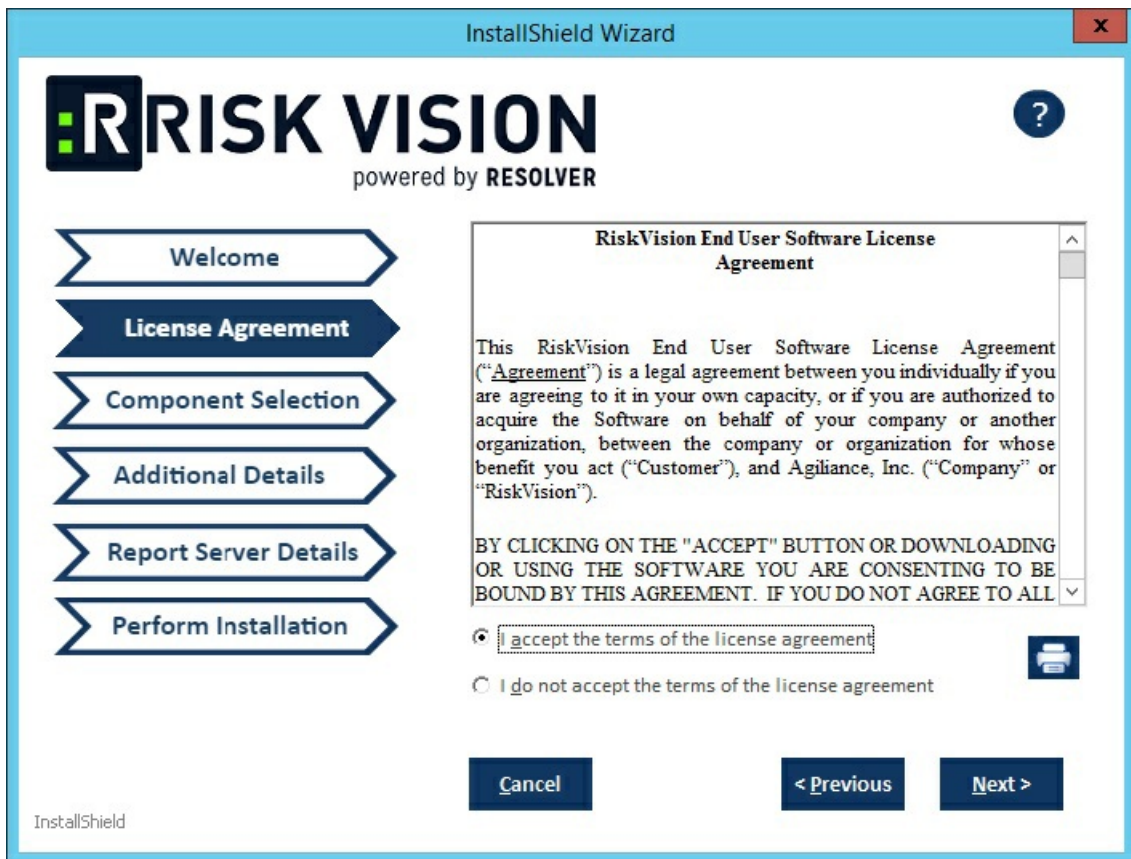 InstallShield Wizard
x
:R RISK VISION
powered by RESOLVER
?
Welcome
License Agreement
Component Selection
Additional Details
Report Server Details
Perform Installation
RiskVision End User Software License
Agreement
This RiskVision End User Software License Agreement
(“Agreement”) is a legal agreement between you individually if you
are agreeing to it in your own capacity, or if you are authorized to
acquire the Software on behalf of your company or another
organization, between the company or organization for whose
benefit you act (“Customer”), and Agiliance, Inc. (“Company” or
“RiskVision”).
BY CLICKING ON THE "ACCEPT" BUTTON OR DOWNLOADING
OR USING THE SOFTWARE YOU ARE CONSENTING TO BE
BOUND BY THIS AGREEMENT. IF YOU DO NOT AGREE TO ALL
I accept the terms of the license agreement
I do not accept the terms of the license agreement
Cancel
< Previous
Next >
InstallShield